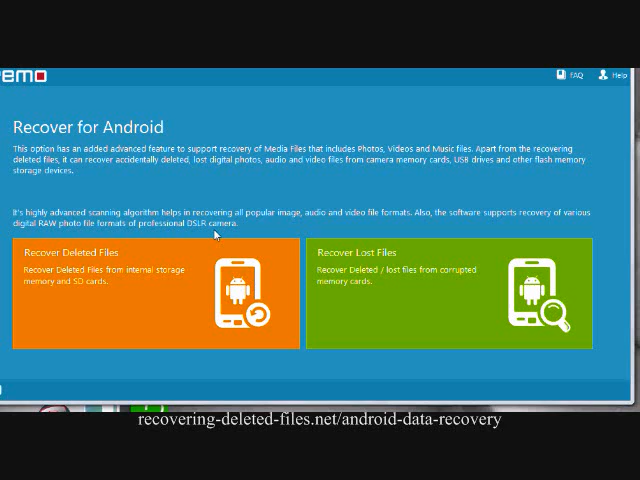 remo
FAQ
Help
Recover for Android
This option has an added advanced feature to support recovery of Media Files that includes Photos, Videos and Music files. Apart from the recovering
deleted files, it can recover accidentally deleted, lost digital photos, audio and video files from camera memory cards, USB drives and other flash memory
storage devices.
It's highly advanced scanning algorithm helps in recovering all popular image, audio and video file formats. Also, the software supports recovery of various
digital RAW photo file formats of professional DSLR camera.
Recover Deleted Files
Recover Deleted Files from internal storage
memory and SD cards.
Recover Lost Files
Recover Deleted / lost files from corrupted
memory cards.
recovering-deleted-files.net/android-data-recovery